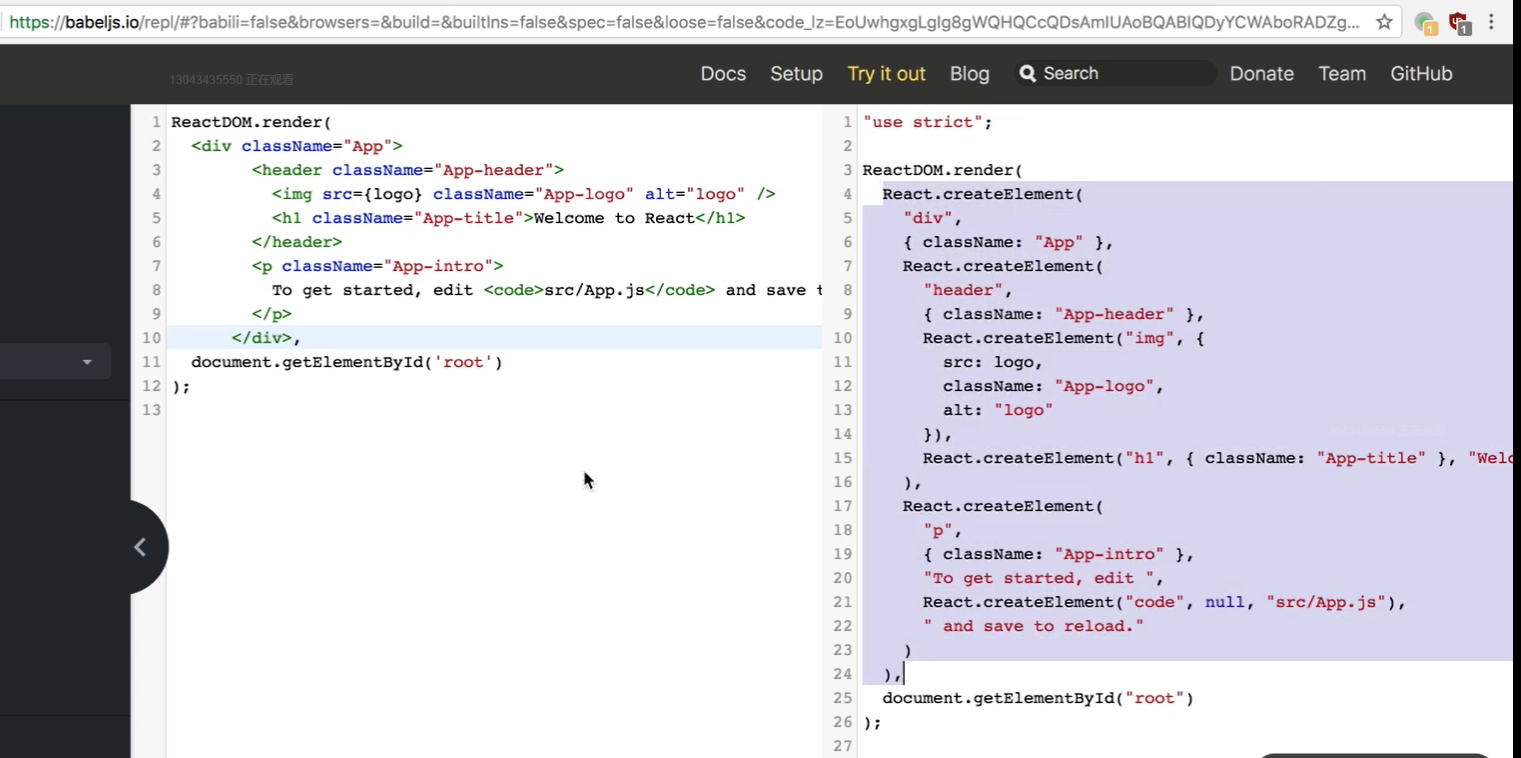 https://babeljs.io/repl/#?babili=false&browsers=&build=&builtIns=false&spec=false&loose=false&code_lz=EoUwhgxgLgIg8gWQHQCcQDsAmIUAoBQABIQDyYCWAboRADZg...
1
1
13043435550 正在观看
Docs Setup Try it out Blog Search Donate Team GitHub
1 ReactDOM.render(
2 <div className="App">
3 <header className="App-header">
4 <img src={logo} className="App-logo" alt="logo" />
5 <h1 className="App-title">Welcome to React</h1>
6 </header>
7 <p className="App-intro">
8 To get started, edit <code>src/App.js</code> and save t
9 </p>
10 </div>,
11 document.getElementById('root')
12 );
13
1 "use strict";
2
3 ReactDOM.render(
4 React.createElement(
5 "div",
6 { className: "App" },
7 React.createElement(
8 "header",
9 { className: "App-header" },
10 React.createElement("img", {
11 src: logo,
12 className: "App-logo",
13 alt: "logo"
14 }),
15 React.createElement("h1", { className: "App-title" }, "Welc
16 ),
17 React.createElement(
18 "p",
19 { className: "App-intro" },
20 "To get started, edit ",
21 React.createElement("code", null, "src/App.js"),
22 " and save to reload."
23 )
24 ),
25 document.getElementById("root")
26 );
27